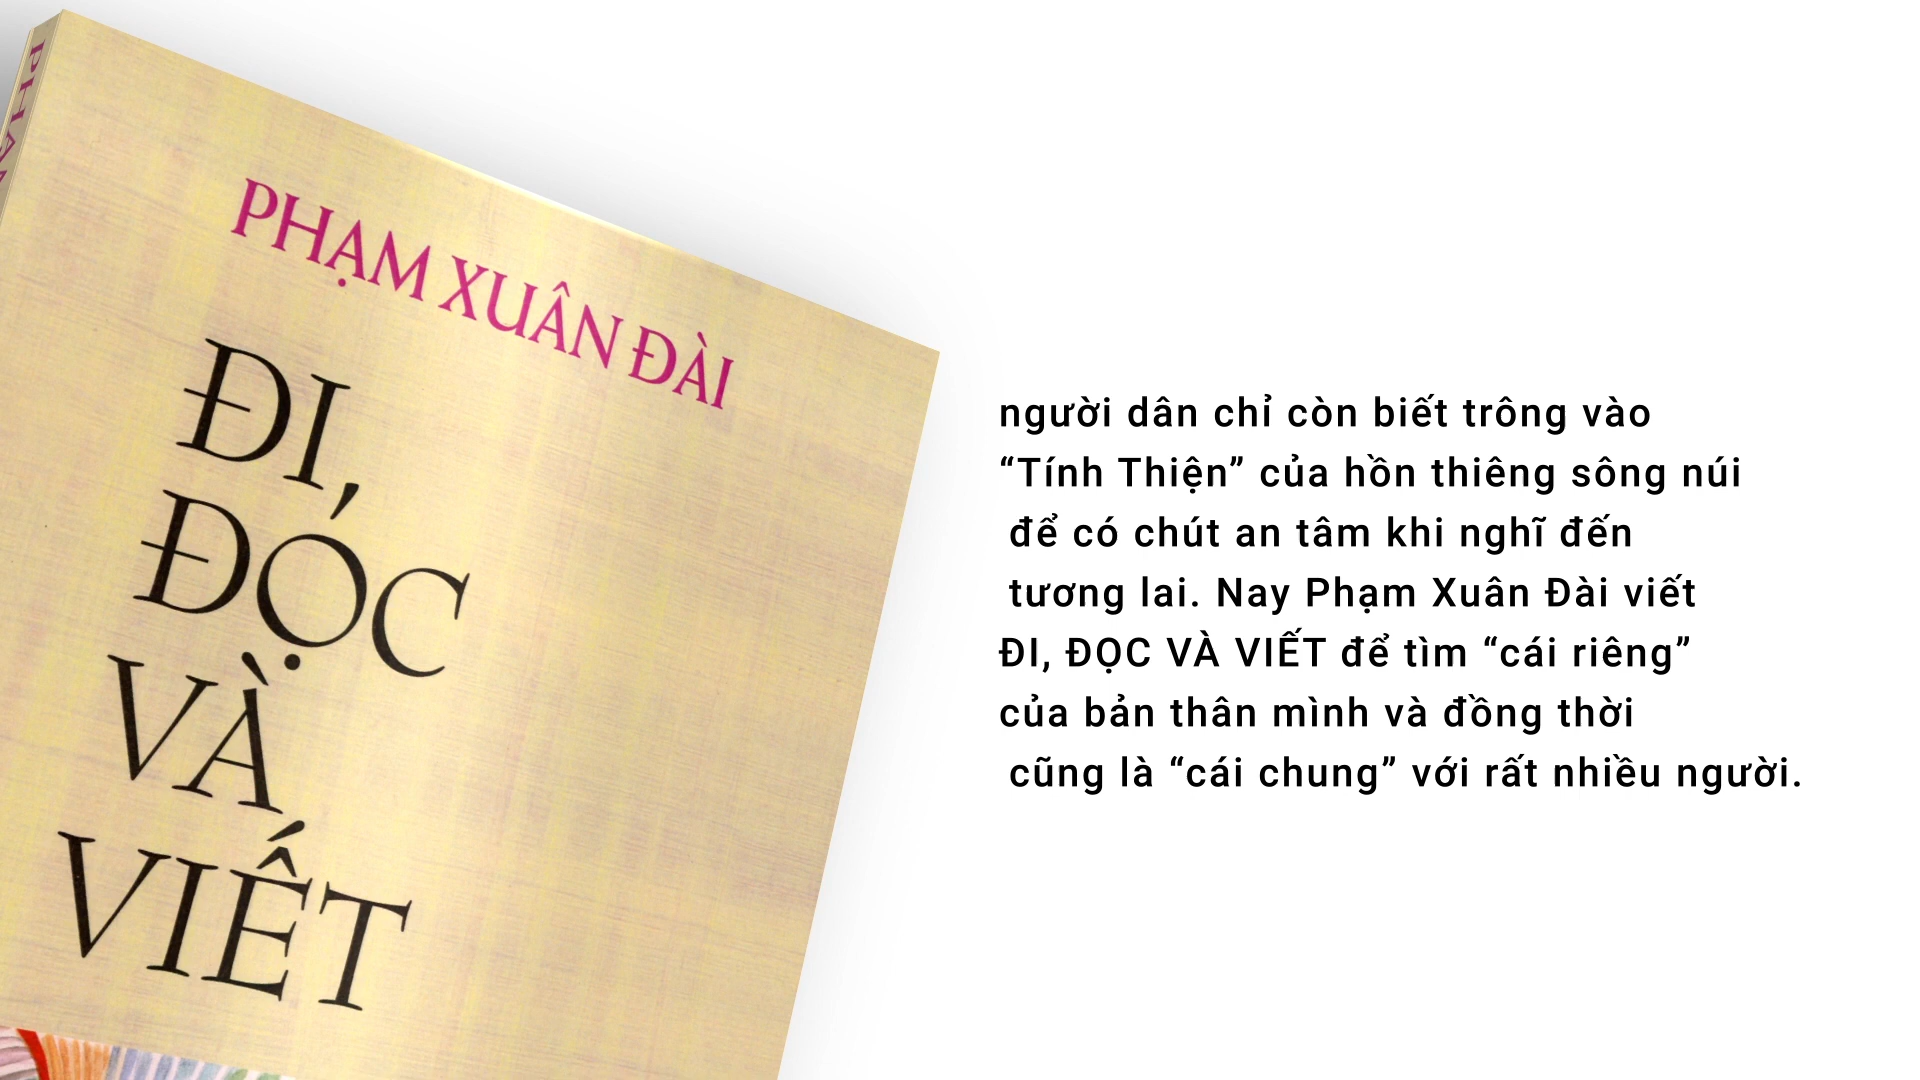 PHẠM XUÂN ĐÀI
ĐI,
ĐỌC
VÀ
VIẾT
người dân chỉ còn biết trông vào
“Tính Thiện” của hồn thiêng sông núi
để có chút an tâm khi nghĩ đến
tương lai. Nay Phạm Xuân Đài viết
ĐI, ĐỌC VÀ VIẾT để tìm “cái riêng”
của bản thân mình và đồng thời
cũng là “cái chung” với rất nhiều người.